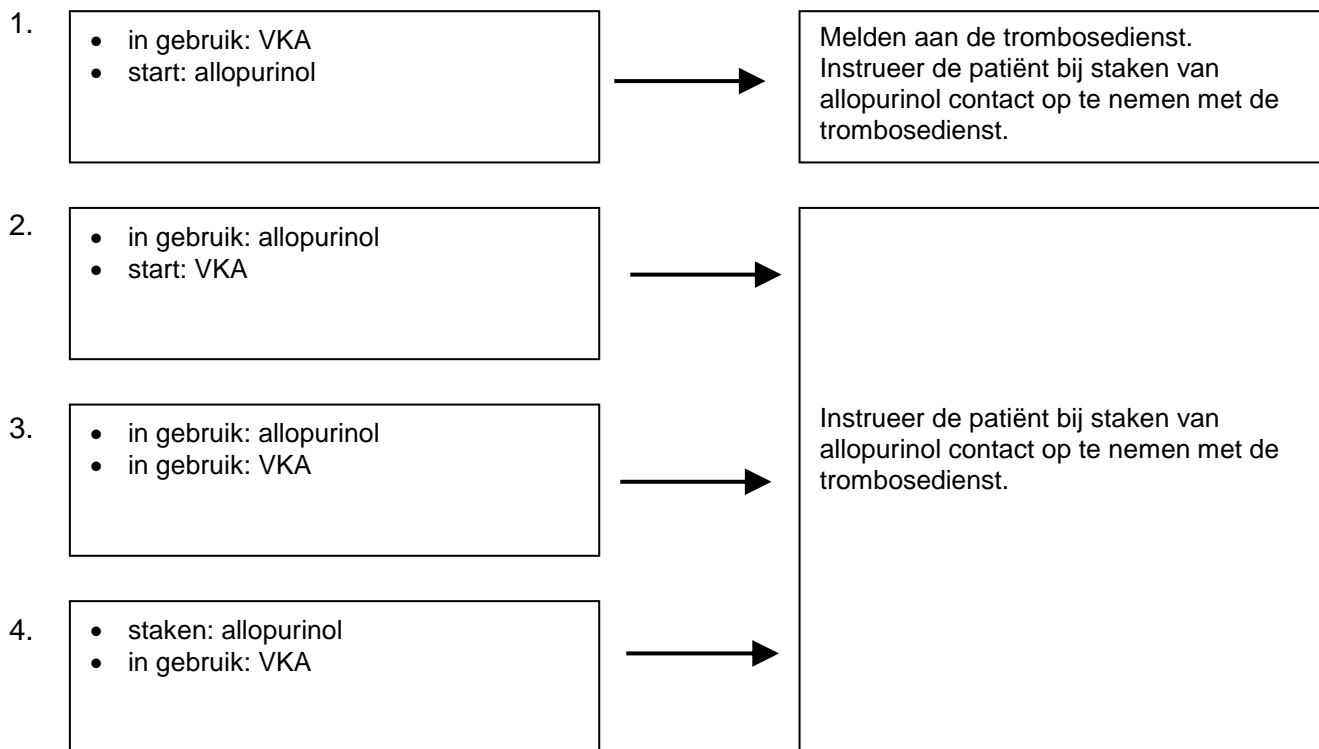 1.
• in gebruik: VKA
• start: allopurinol
Melden aan de trombosedienst.
Instrueer de patiënt bij staken van
allopurinol contact op te nemen met de
trombosedienst.
2.
• in gebruik: allopurinol
• start: VKA
3.
• in gebruik: allopurinol
• in gebruik: VKA
Instrueer de patiënt bij staken van
allopurinol contact op te nemen met de
trombosedienst.
4.
• staken: allopurinol
• in gebruik: VKA